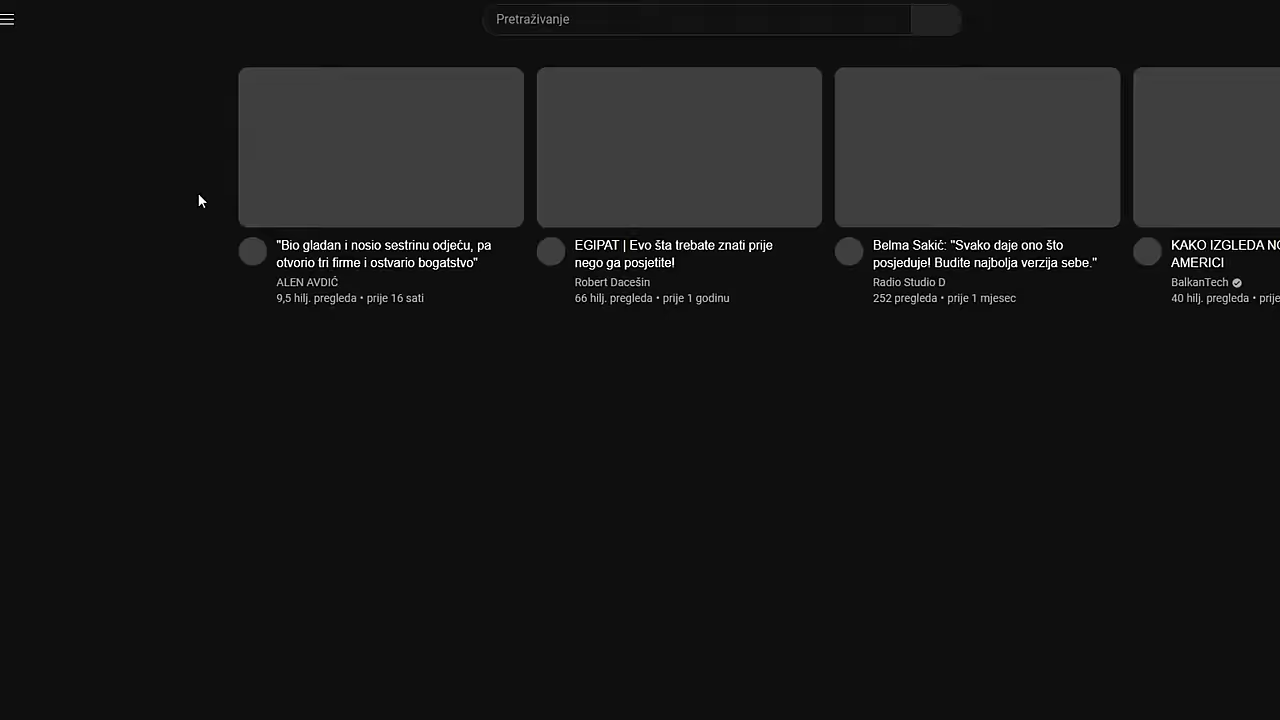 Pretraživanje
"Bio gladan i nosio sestrinu odjeću, pa
otvorio tri firme i ostvario bogatstvo"
ALEN AVDIĆ
9,5 hilj. pregleda • prije 16 sati
EGIPAT | Evo šta trebate znati prije
nego ga posjetite!
Robert Dacešin
66 hilj. pregleda • prije 1 godinu
Belma Sakić: "Svako daje ono što
posjeduje! Budite najbolja verzija sebe."
Radio Studio D
252 pregleda • prije 1 mjesec
KAKO IZGLEDA
AMERICI
BalkanTech
40 hilj. pregleda • prije